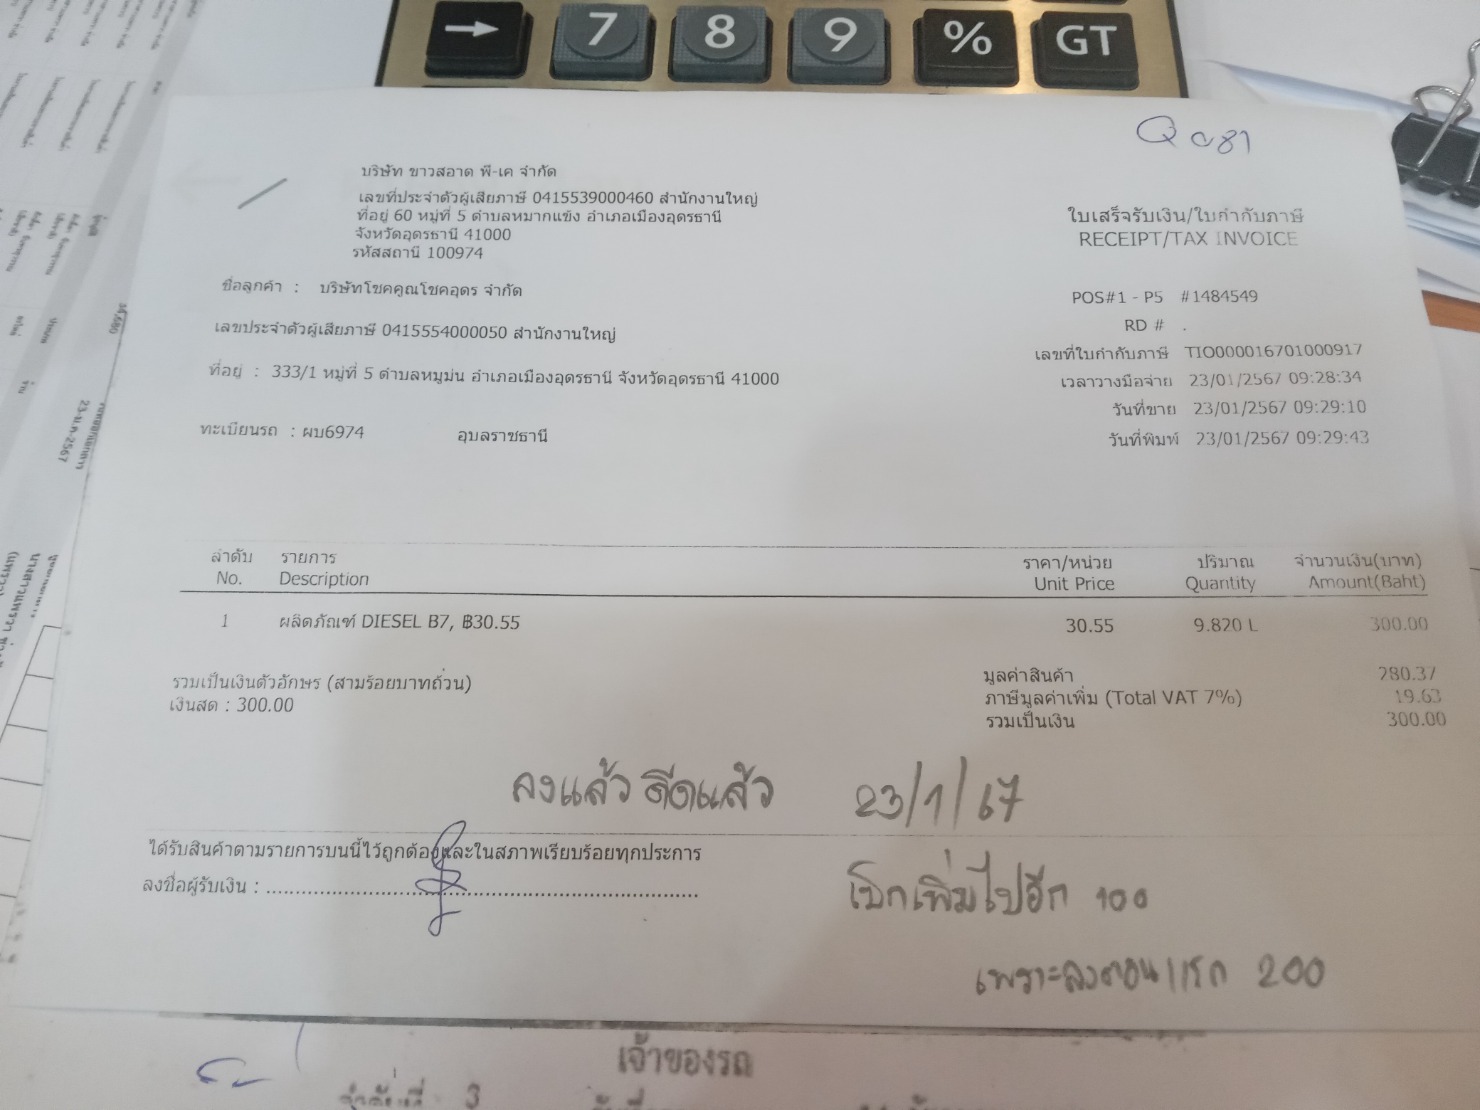 → 7 8 9 % GT
บริษัท ขาวสอาด พี-เค จำกัด
เลขที่ประจำตัวผู้เสียภาษี 0415539000460 สำนักงานใหญ่
ที่อยู่ 60 หมู่ที่ 5 ตำบลหมากแข้ง อำเภอเมืองอุดรธานี
จังหวัดอุดรธานี 41000
รหัสสถานี 100974
ใบเสร็จรับเงิน/ใบกำกับภาษี
RECEIPT/TAX INVOICE
ชื่อลูกค้า : บริษัทโชคคูณโชคอุดร จำกัด
เลขประจำตัวผู้เสียภาษี 0415554000050 สำนักงานใหญ่
ที่อยู่ : 333/1 หมู่ที่ 5 ตำบลหมูม่น อำเภอเมืองอุดรธานี จังหวัดอุดรธานี 41000
ทะเบียนรถ : ผบ6974 อุบลราชธานี
POS#1 - P5 #1484549
RD # .
เลขที่ใบกำกับภาษี TIO000016701000917
เวลาวางมือจ่าย 23/01/2567 09:28:34
วันที่ขาย 23/01/2567 09:29:10
วันที่พิมพ์ 23/01/2567 09:29:43
ลำดับ รายการ ราคา/หน่วย ปริมาณ จำนวนเงิน(บาท)
No. Description Unit Price Quantity Amount(Baht)
1 ผลิตภัณฑ์ DIESEL B7, ฿30.55 30.55 9.820 L 300.00
รวมเป็นเงินตัวอักษร (สามร้อยบาทถ้วน)
เงินสด : 300.00
มูลค่าสินค้า 280.37
ภาษีมูลค่าเพิ่ม (Total VAT 7%) 19.63
รวมเป็นเงิน 300.00
ลงแล้ว ดีดแล้ว 23/1/67
ได้รับสินค้าตามรายการบนนี้ไว้ถูกต้องและในสภาพเรียบร้อยทุกประการ
ลงชื่อผู้รับเงิน : ........................................................................
โบกเพิ่มไปอีก 100
เพราะลงตอนแรก 200
เจ้าของรถ